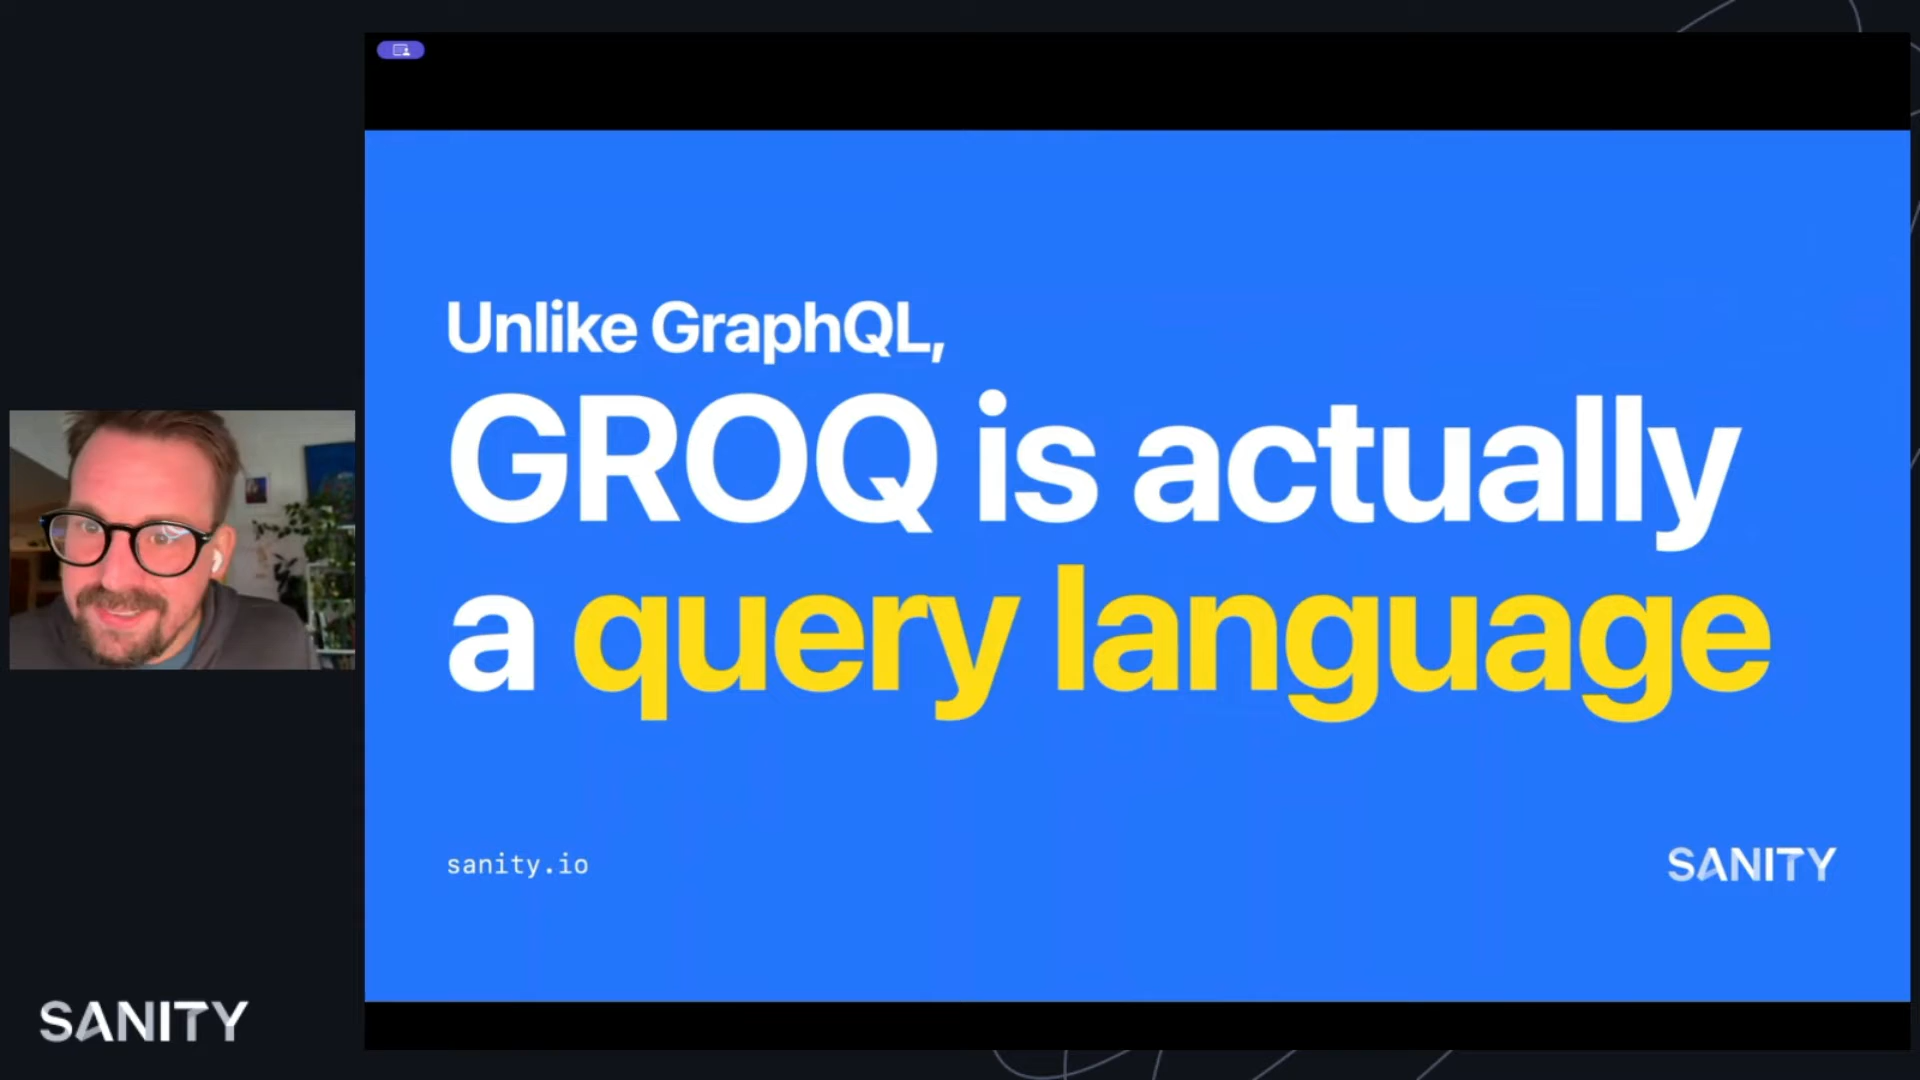 Unlike GraphQL,
GROQ is actually
a query language
sanity.io
SANITY
SANITY